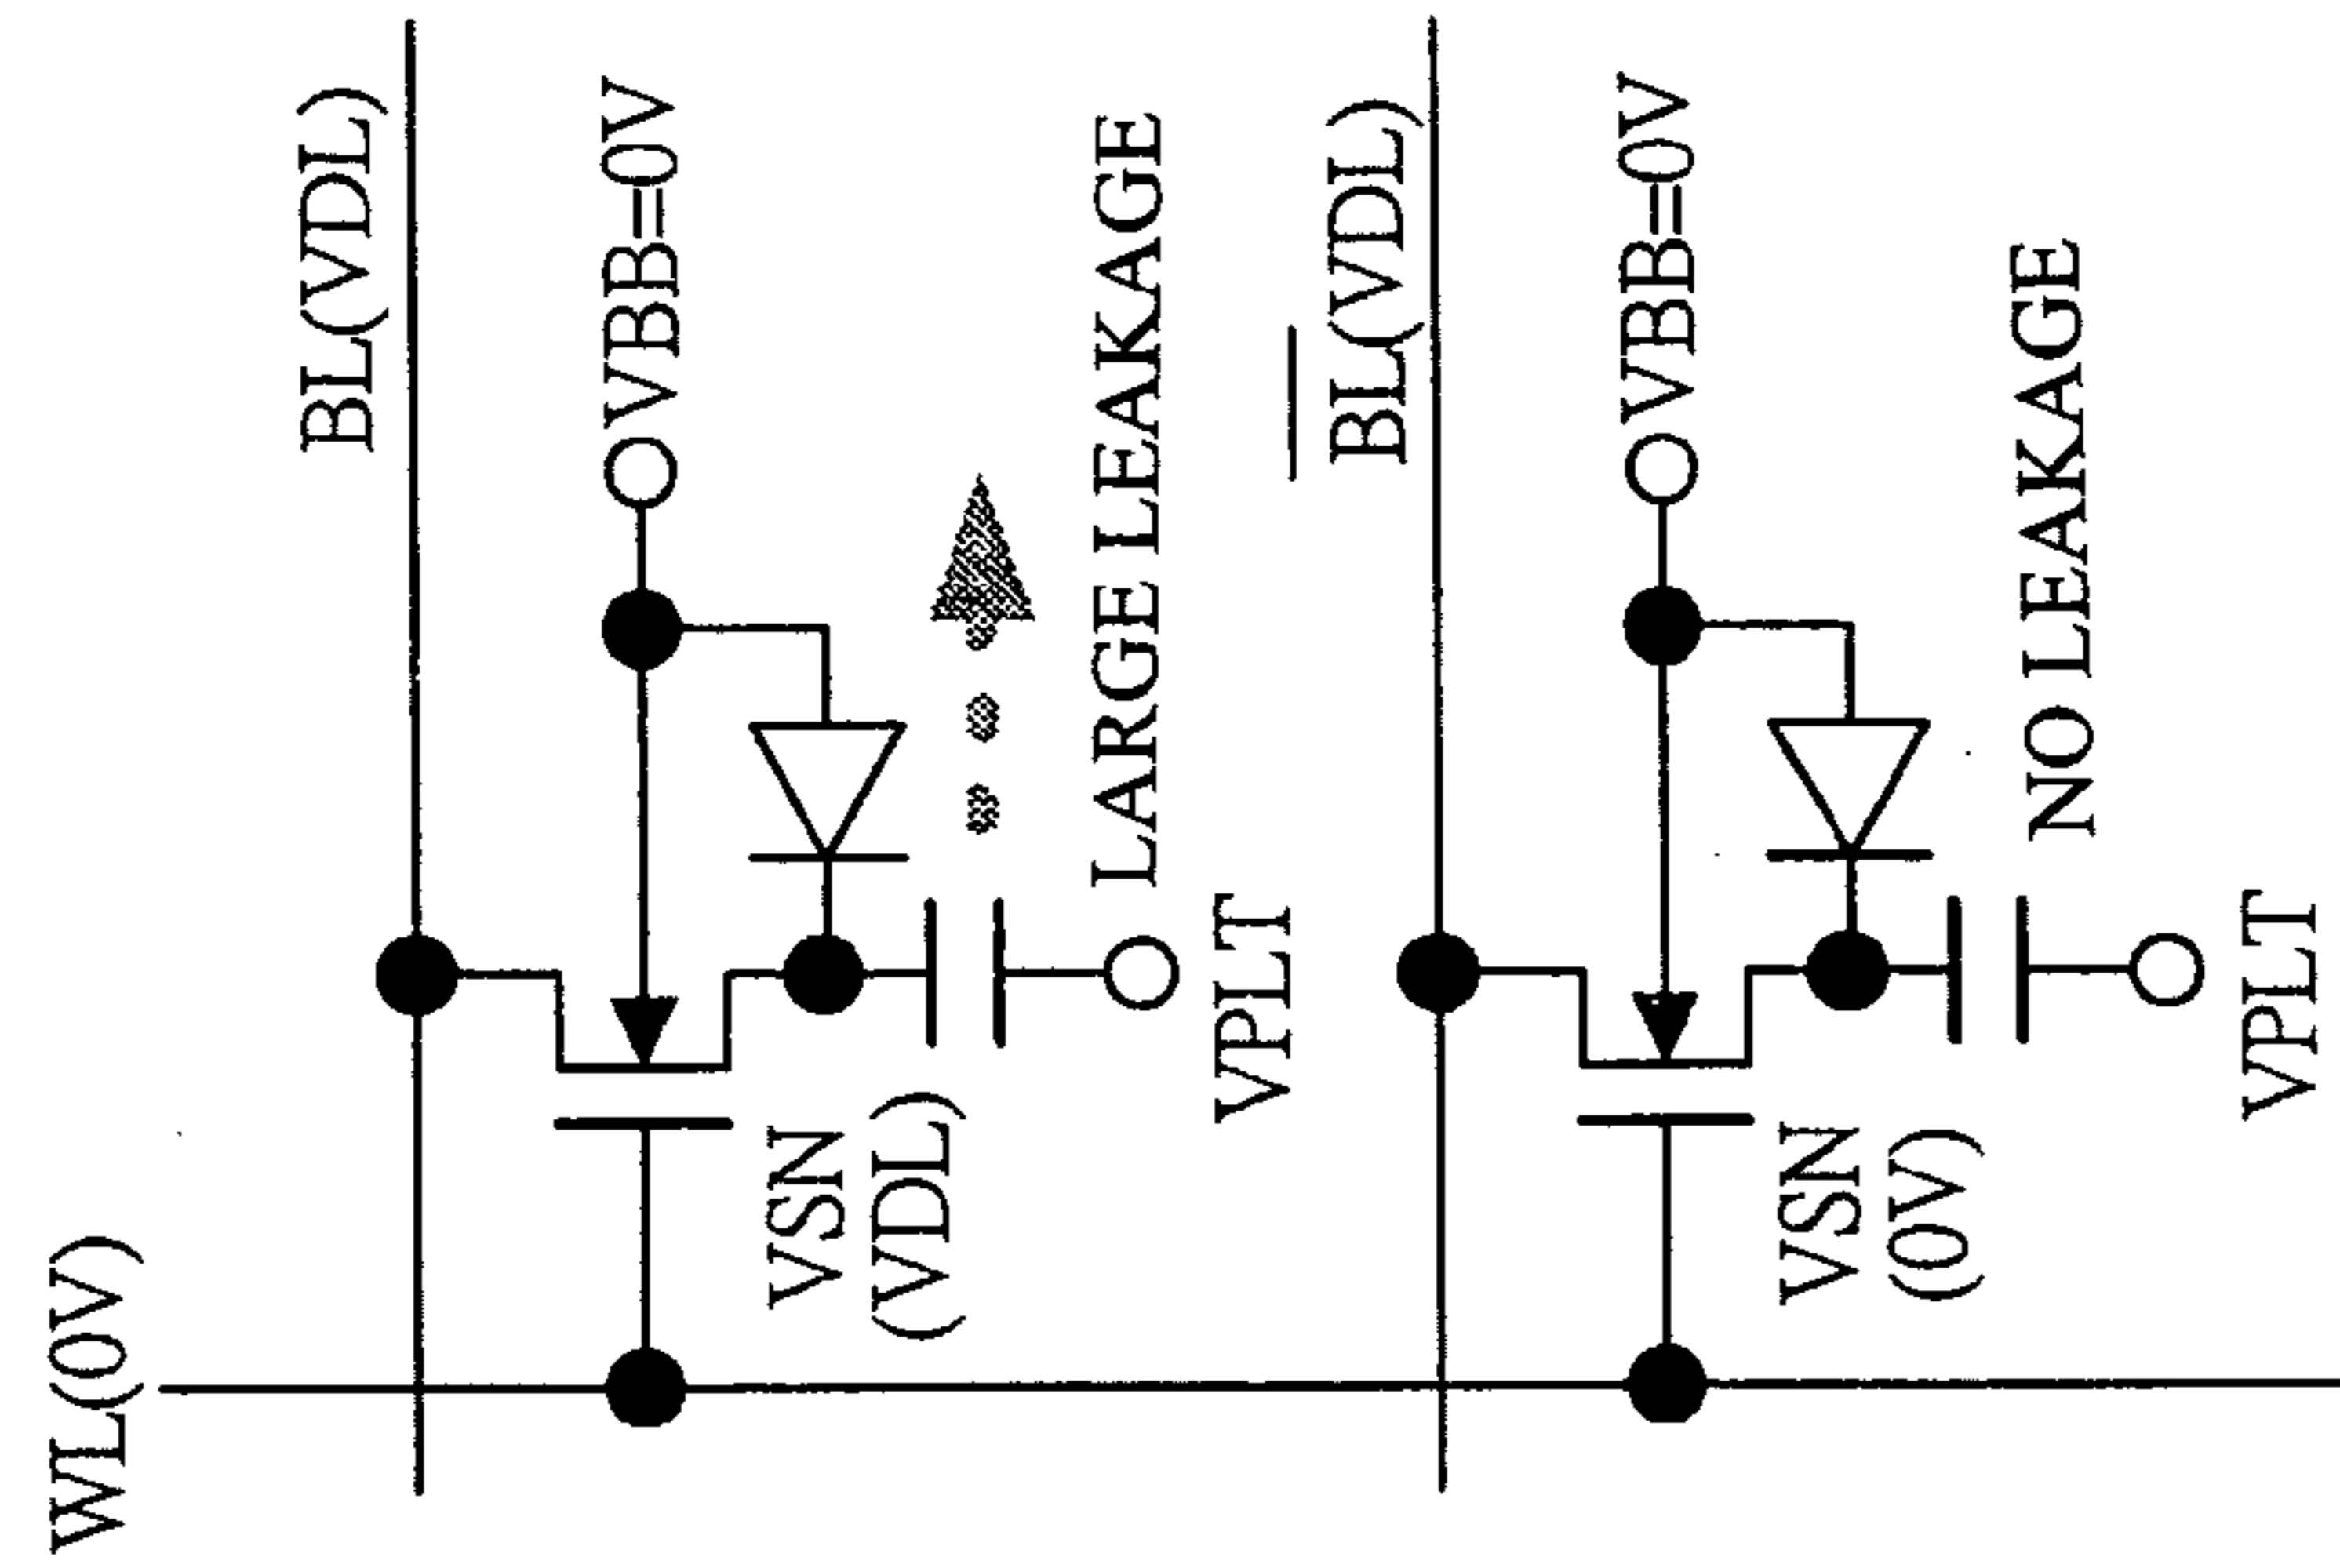 WL(0V)
BL(VDL)
VBB=0V
VSN
(VDL)
LARGE LEAKAGE
VPLT
BL(VDL)
VBB=0V
VSN
(0V)
NO LEAKAGE
VPLT